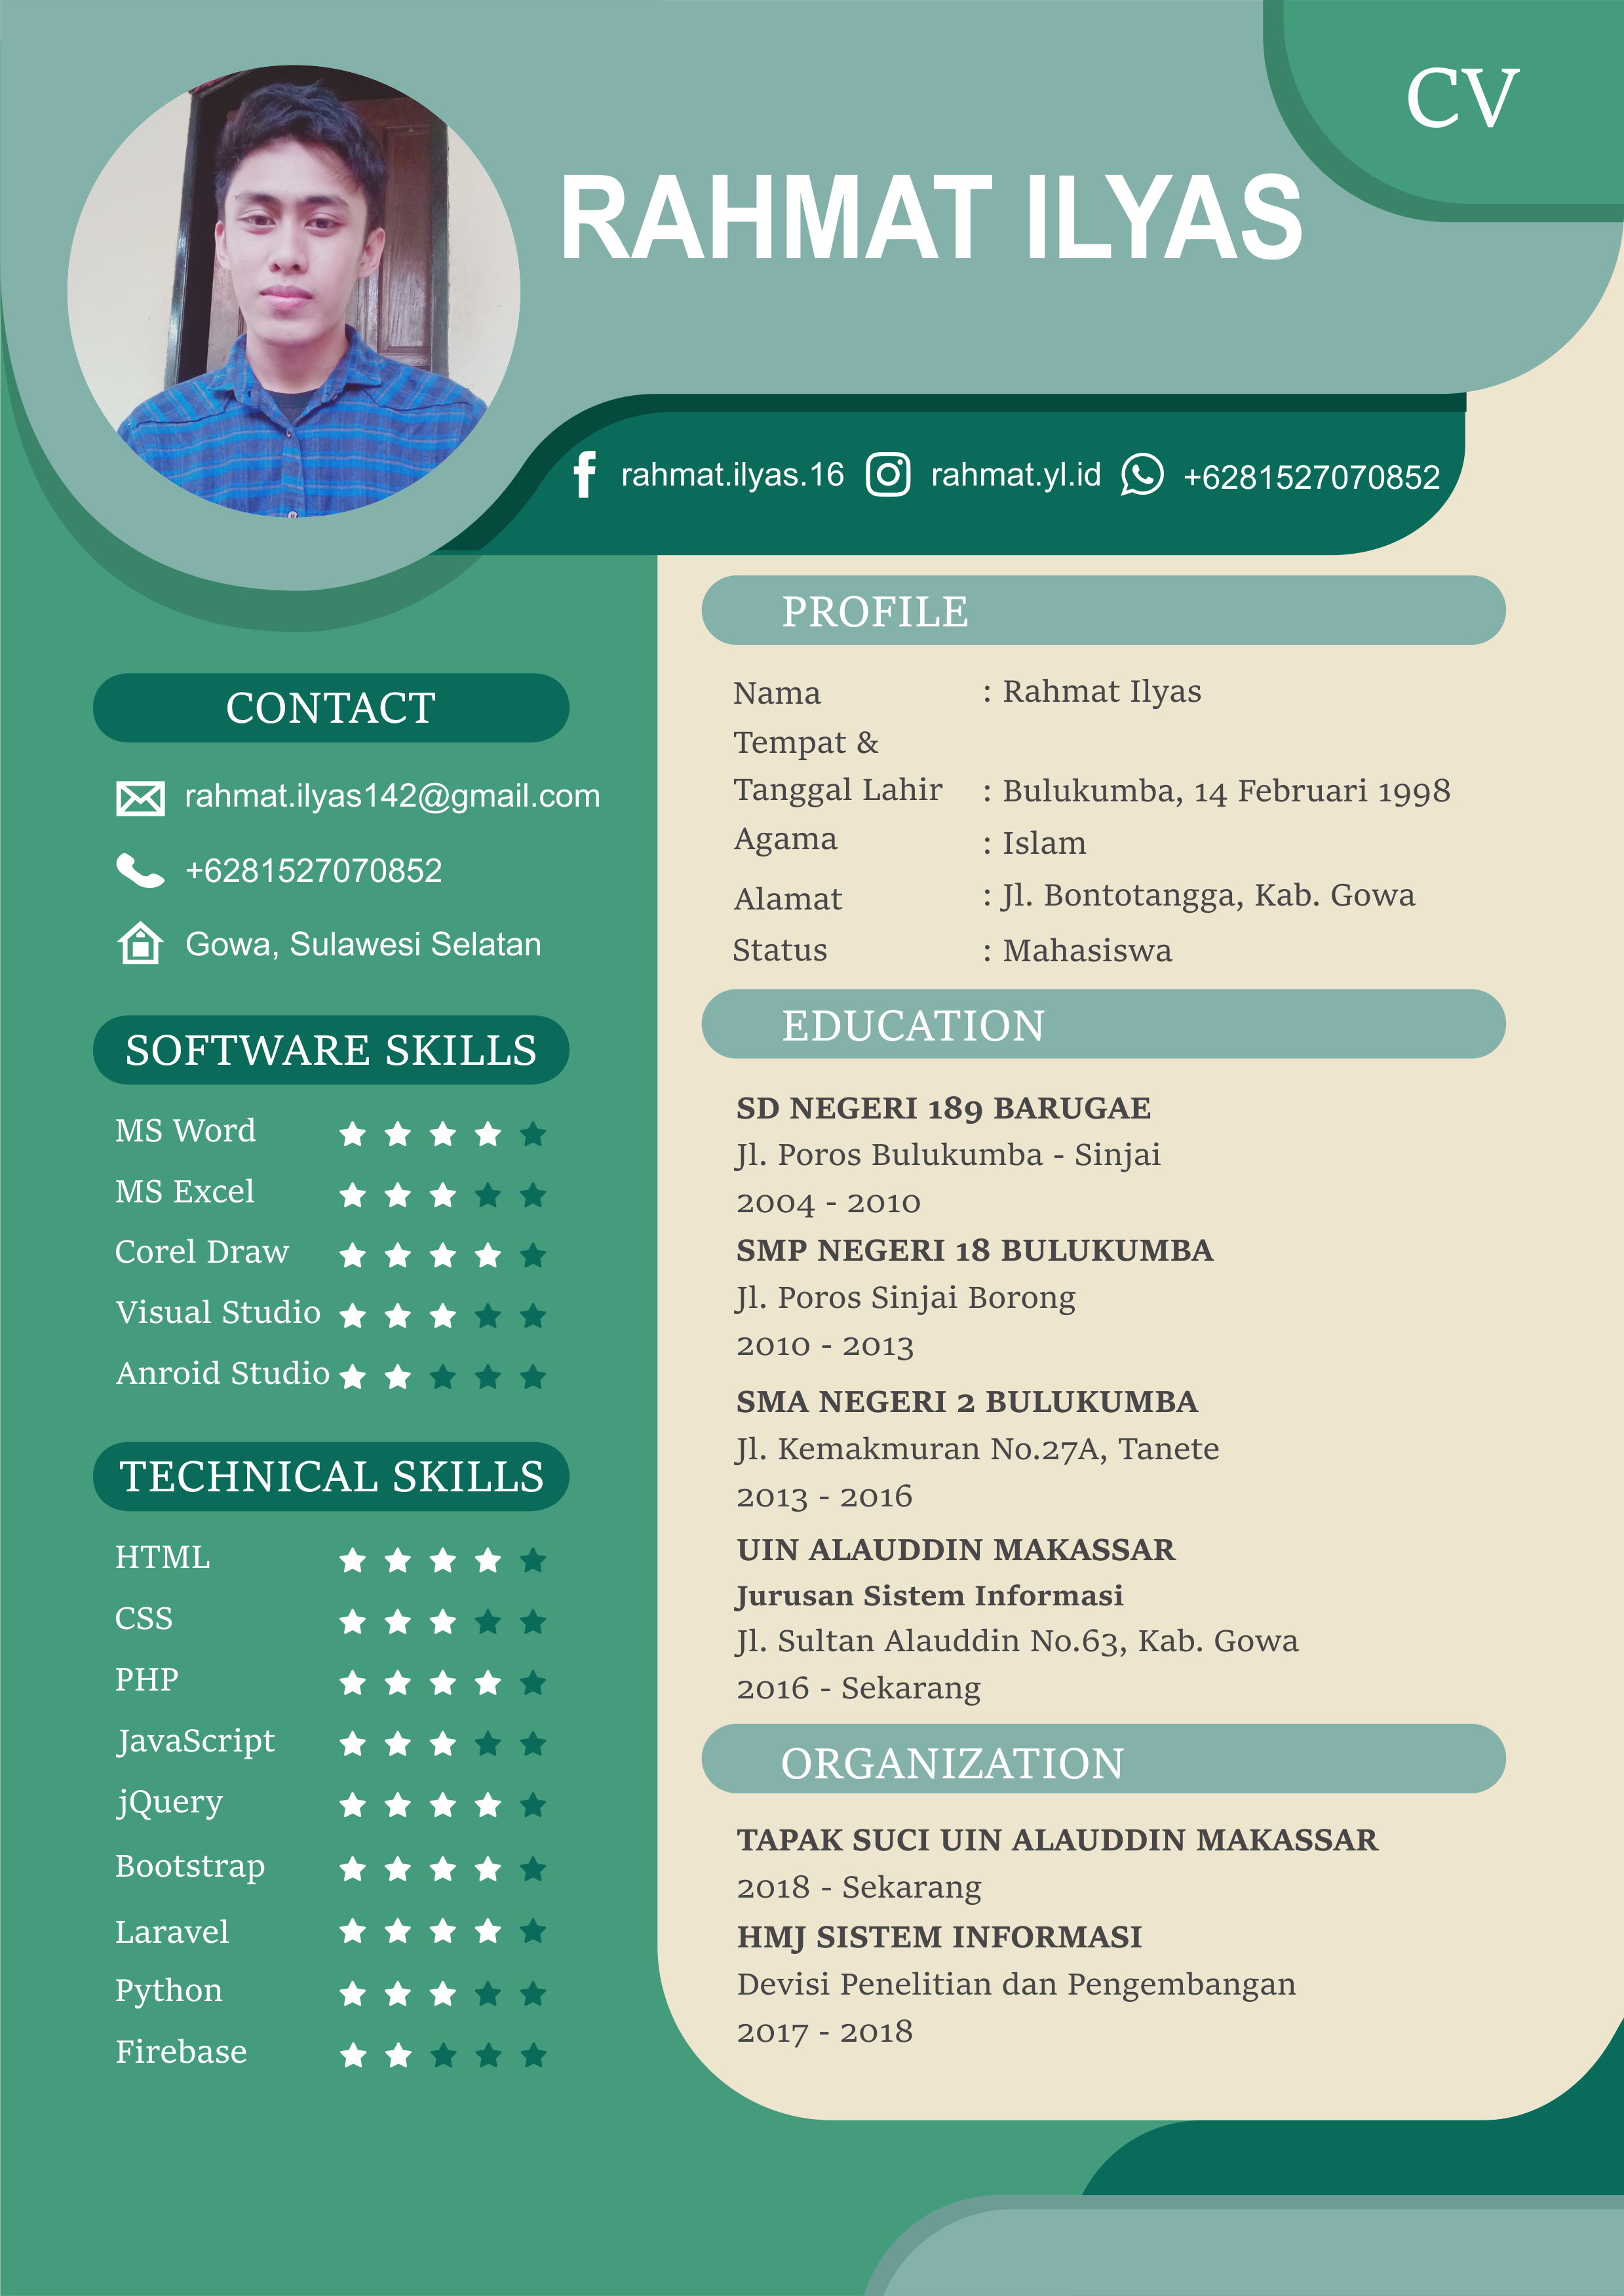 CV
RAHMAT ILYAS
rahmat.ilyas.16 rahmat.yl.id +6281527070852
CONTACT
rahmat.ilyas142@gmail.com
+6281527070852
Gowa, Sulawesi Selatan
SOFTWARE SKILLS
MS Word
MS Excel
Corel Draw
Visual Studio
Anroid Studio
TECHNICAL SKILLS
HTML
CSS
PHP
JavaScript
jQuery
Bootstrap
Laravel
Python
Firebase
PROFILE
Nama : Rahmat Ilyas
Tempat &
Tanggal Lahir : Bulukumba, 14 Februari 1998
Agama : Islam
Alamat : Jl. Bontotangga, Kab. Gowa
Status : Mahasiswa
EDUCATION
SD NEGERI 189 BARUGAE
Jl. Poros Bulukumba - Sinjai
2004 - 2010
SMP NEGERI 18 BULUKUMBA
Jl. Poros Sinjai Borong
2010 - 2013
SMA NEGERI 2 BULUKUMBA
Jl. Kemakmuran No.27A, Tanete
2013 - 2016
UIN ALAUDDIN MAKASSAR
Jurusan Sistem Informasi
Jl. Sultan Alauddin No.63, Kab. Gowa
2016 - Sekarang
ORGANIZATION
TAPAK SUCI UIN ALAUDDIN MAKASSAR
2018 - Sekarang
HMJ SISTEM INFORMASI
Devisi Penelitian dan Pengembangan
2017 - 2018